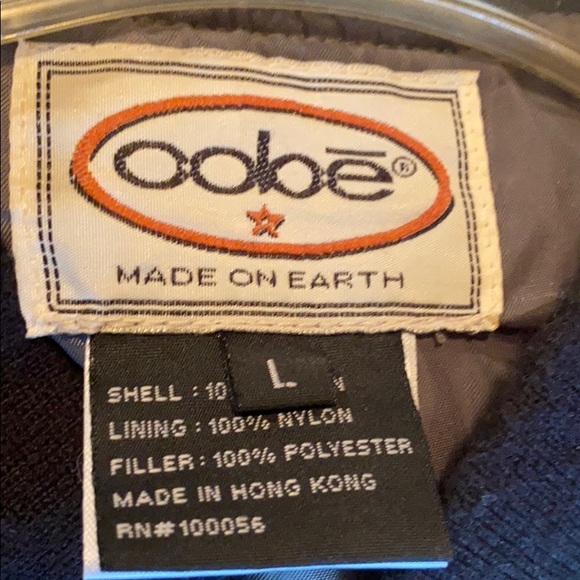 oobē®
MADE ON EARTH
L
SHELL : 10
LINING : 100% NYLON
FILLER : 100% POLYESTER
MADE IN HONG KONG
RN#100056